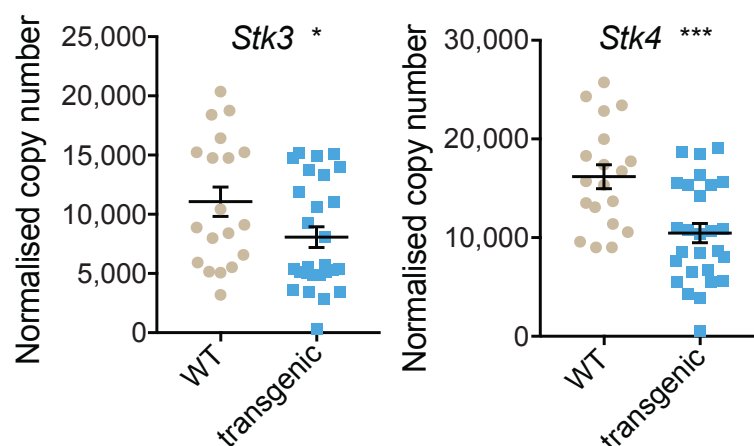 Stk3 *
Normalised copy number
25,000
20,000
15,000
10,000
5,000
0
WT
transgenic
Stk4 ***
Normalised copy number
30,000
20,000
10,000
0
WT
transgenic